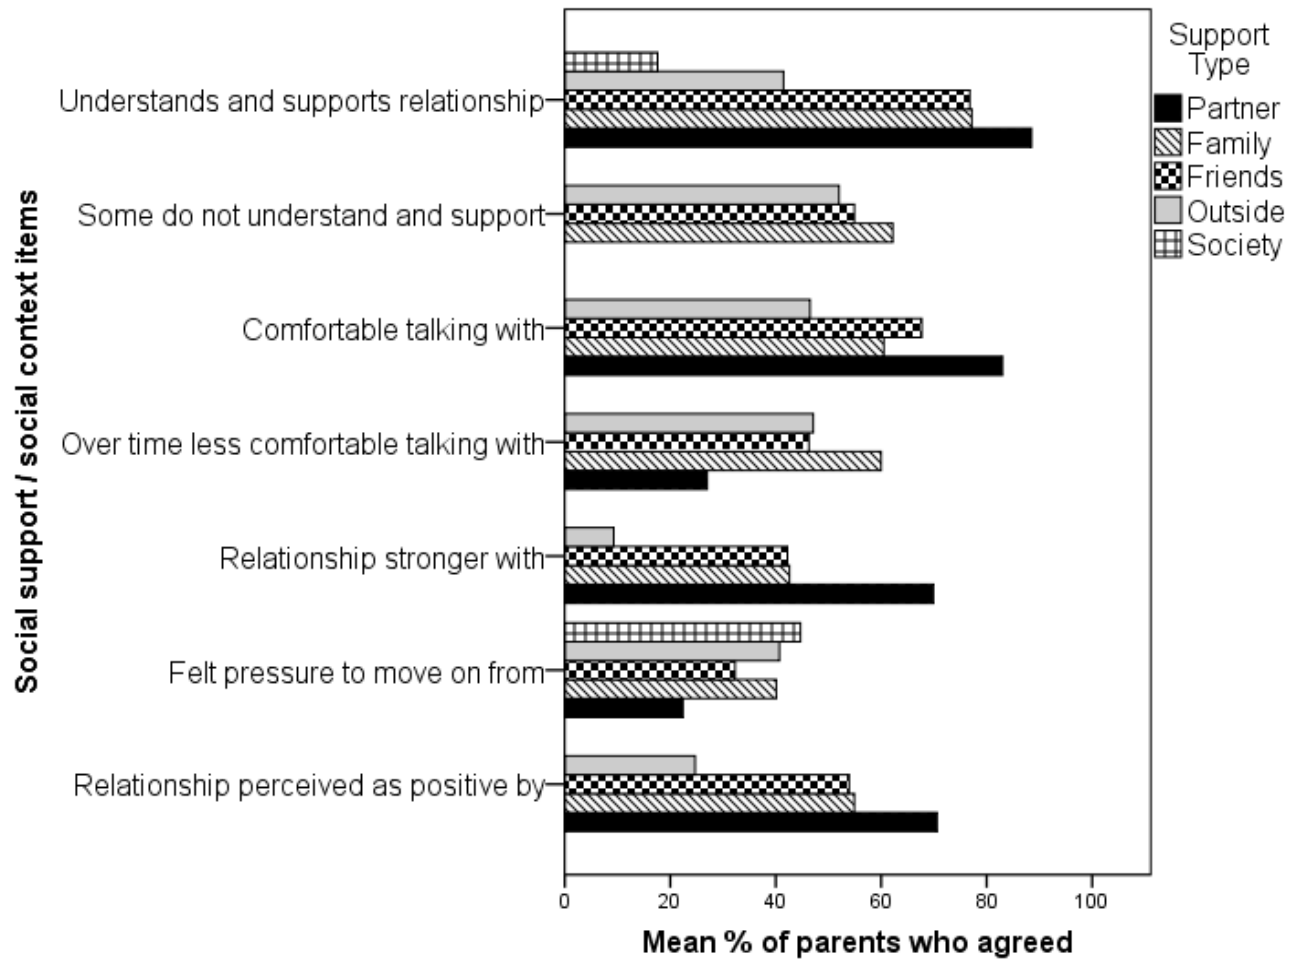 Support
Type
Partner
Family
Friends
Outside
Society
Social support / social context items
Understands and supports relationship
Some do not understand and support
Comfortable talking with
Over time less comfortable talking with
Relationship stronger with
Felt pressure to move on from
Relationship perceived as positive by
0 20 40 60 80 100
Mean % of parents who agreed